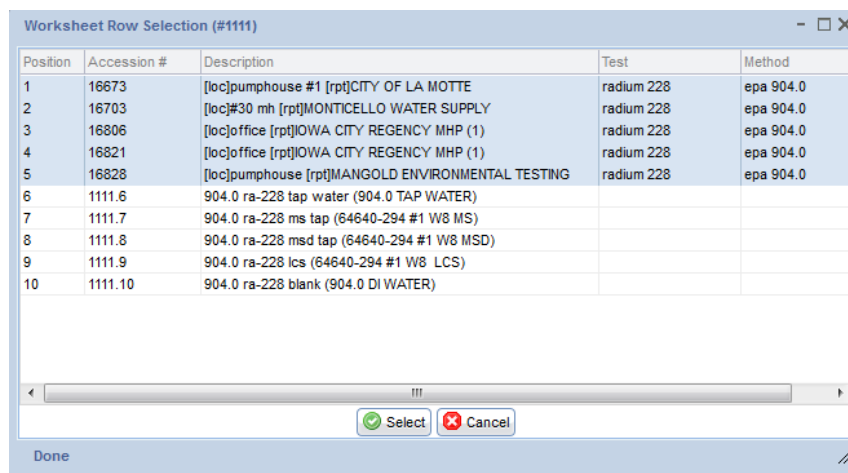 Worksheet Row Selection (#1111)
Position Accession # Description Test Method
1 16673 [loc]pumphouse #1 [rpt]CITY OF LA MOTTE radium 228 epa 904.0
2 16703 [loc]#30 mh [rpt]MONTICELLO WATER SUPPLY radium 228 epa 904.0
3 16806 [loc]office [rpt]IOWA CITY REGENCY MHP (1) radium 228 epa 904.0
4 16821 [loc]office [rpt]IOWA CITY REGENCY MHP (1) radium 228 epa 904.0
5 16828 [loc]pumphouse [rpt]MANGOLD ENVIRONMENTAL TESTING radium 228 epa 904.0
6 1111.6 904.0 ra-228 tap water (904.0 TAP WATER)
7 1111.7 904.0 ra-228 ms tap (64640-294 #1 W8 MS)
8 1111.8 904.0 ra-228 msd tap (64640-294 #1 W8 MSD)
9 1111.9 904.0 ra-228 lcs (64640-294 #1 W8  LCS)
10 1111.10 904.0 ra-228 blank (904.0 DI WATER)
Select Cancel
Done